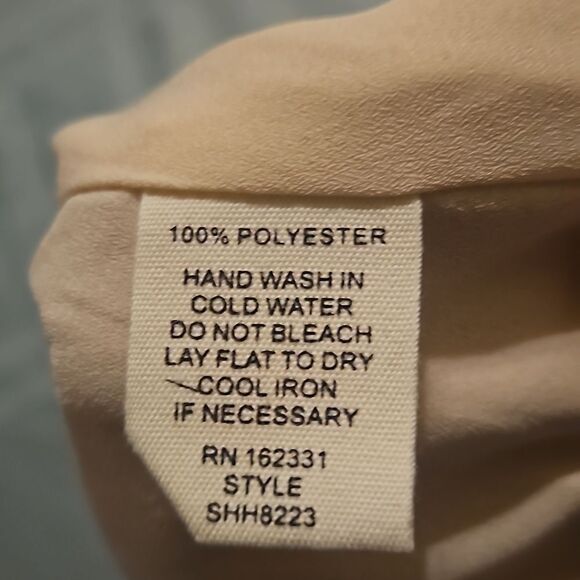 100% POLYESTER
HAND WASH IN
COLD WATER
DO NOT BLEACH
LAY FLAT TO DRY
COOL IRON
IF NECESSARY
RN 162331
STYLE
SHH8223